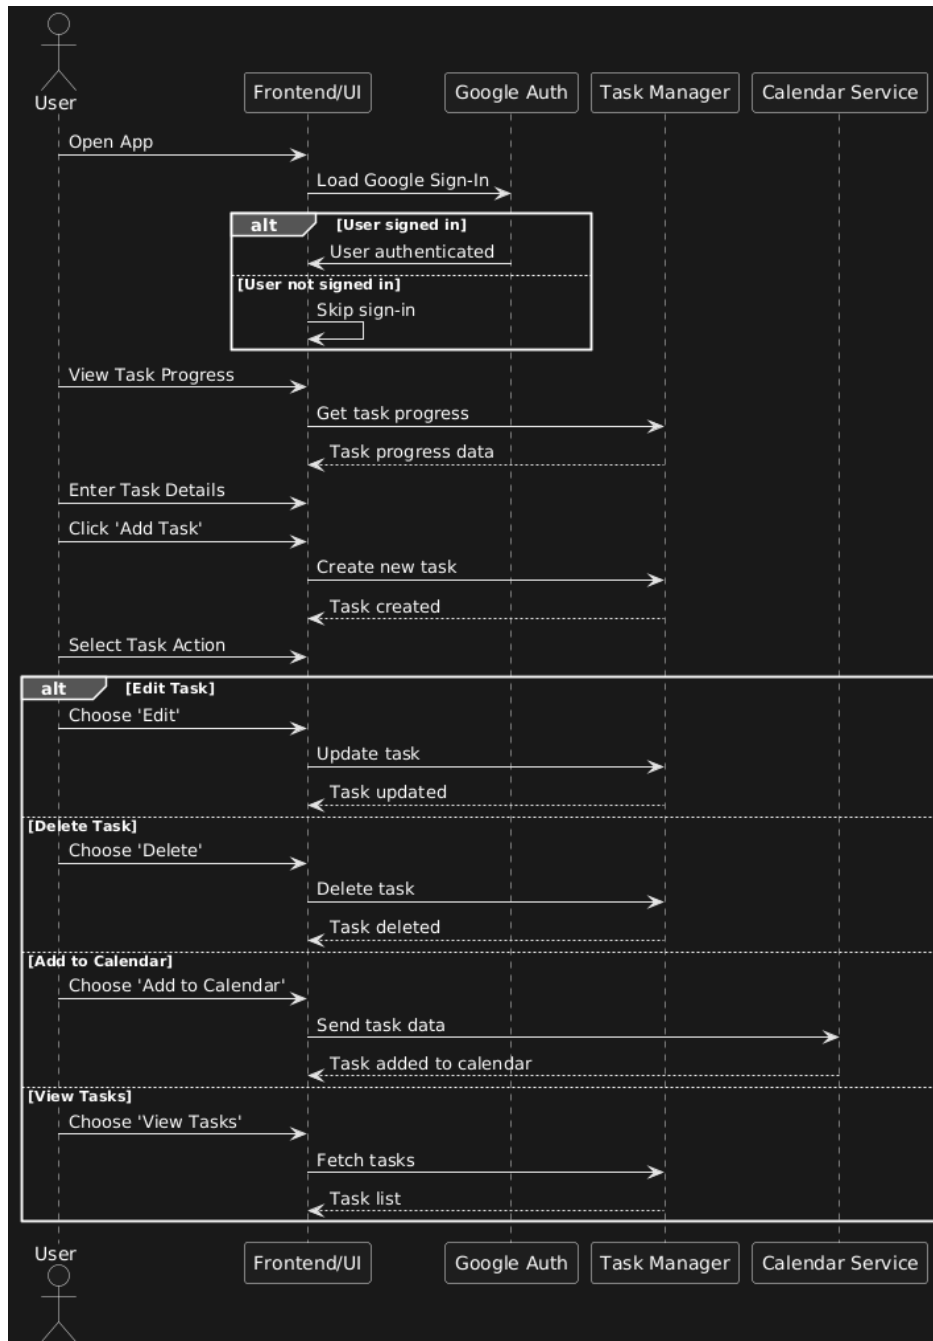 User
Frontend/UI
Google Auth
Task Manager
Calendar Service
Open App
Load Google Sign-In
alt
[User signed in]
User authenticated
[User not signed in]
Skip sign-in
View Task Progress
Get task progress
Task progress data
Enter Task Details
Click 'Add Task'
Create new task
Task created
Select Task Action
alt
[Edit Task]
Choose 'Edit'
Update task
Task updated
[Delete Task]
Choose 'Delete'
Delete task
Task deleted
[Add to Calendar]
Choose 'Add to Calendar'
Send task data
Task added to calendar
[View Tasks]
Choose 'View Tasks'
Fetch tasks
Task list
User
Frontend/UI
Google Auth
Task Manager
Calendar Service